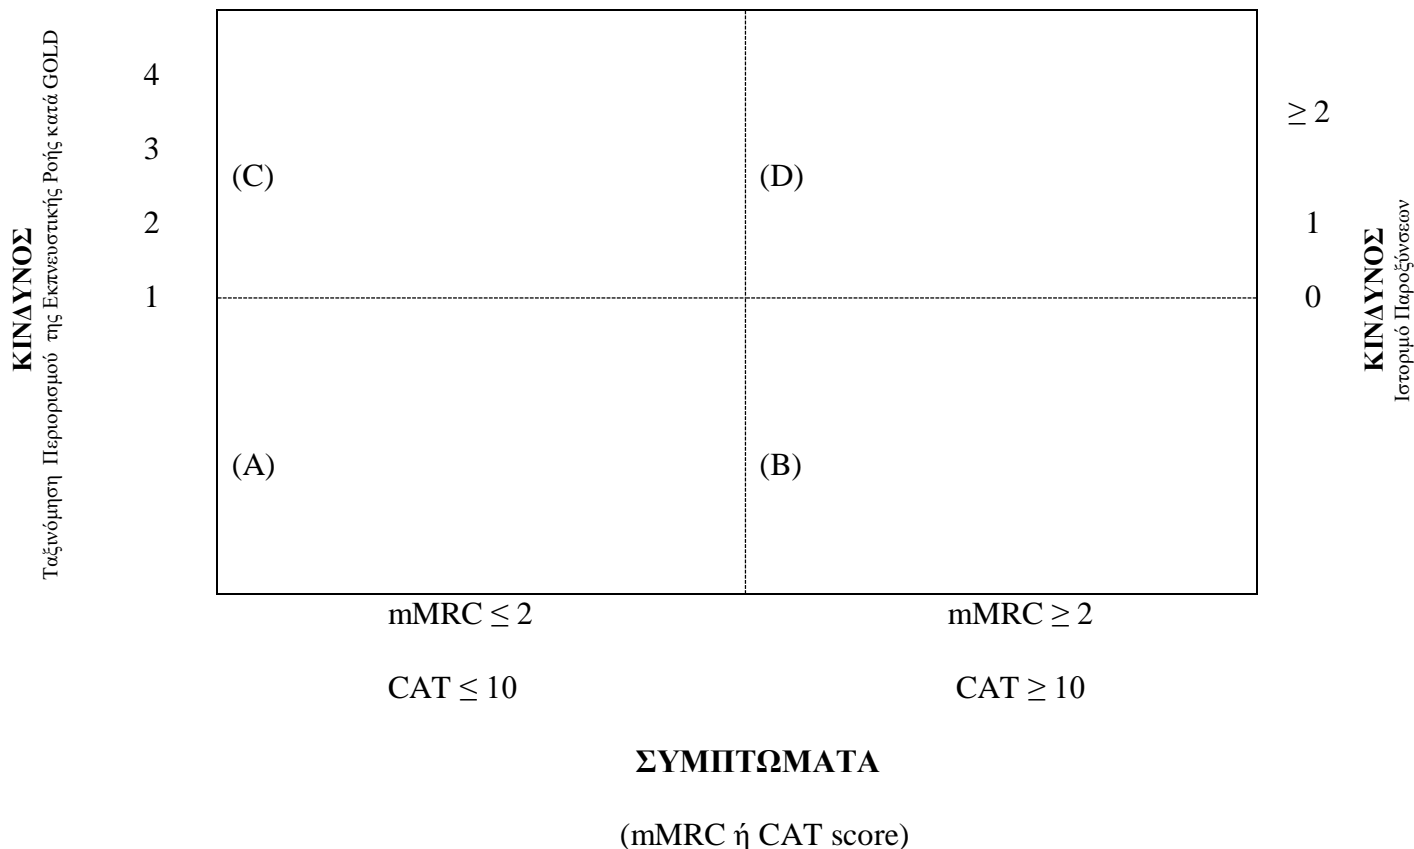 ΚΙΝΔΥΝΟΣ
Ταξινόμηση Περιορισμού της Εκπνευστικής Ροής κατά GOLD
4
3
2
1
(C)
(D)
(A)
(B)
≥ 2
1
0
ΚΙΝΔΥΝΟΣ
Ιστοριμό Παροξύνσεων
mMRC ≤ 2
mMRC ≥ 2
CAT ≤ 10
CAT ≥ 10
ΣΥΜΠΤΩΜΑΤΑ
(mMRC ή CAT score)